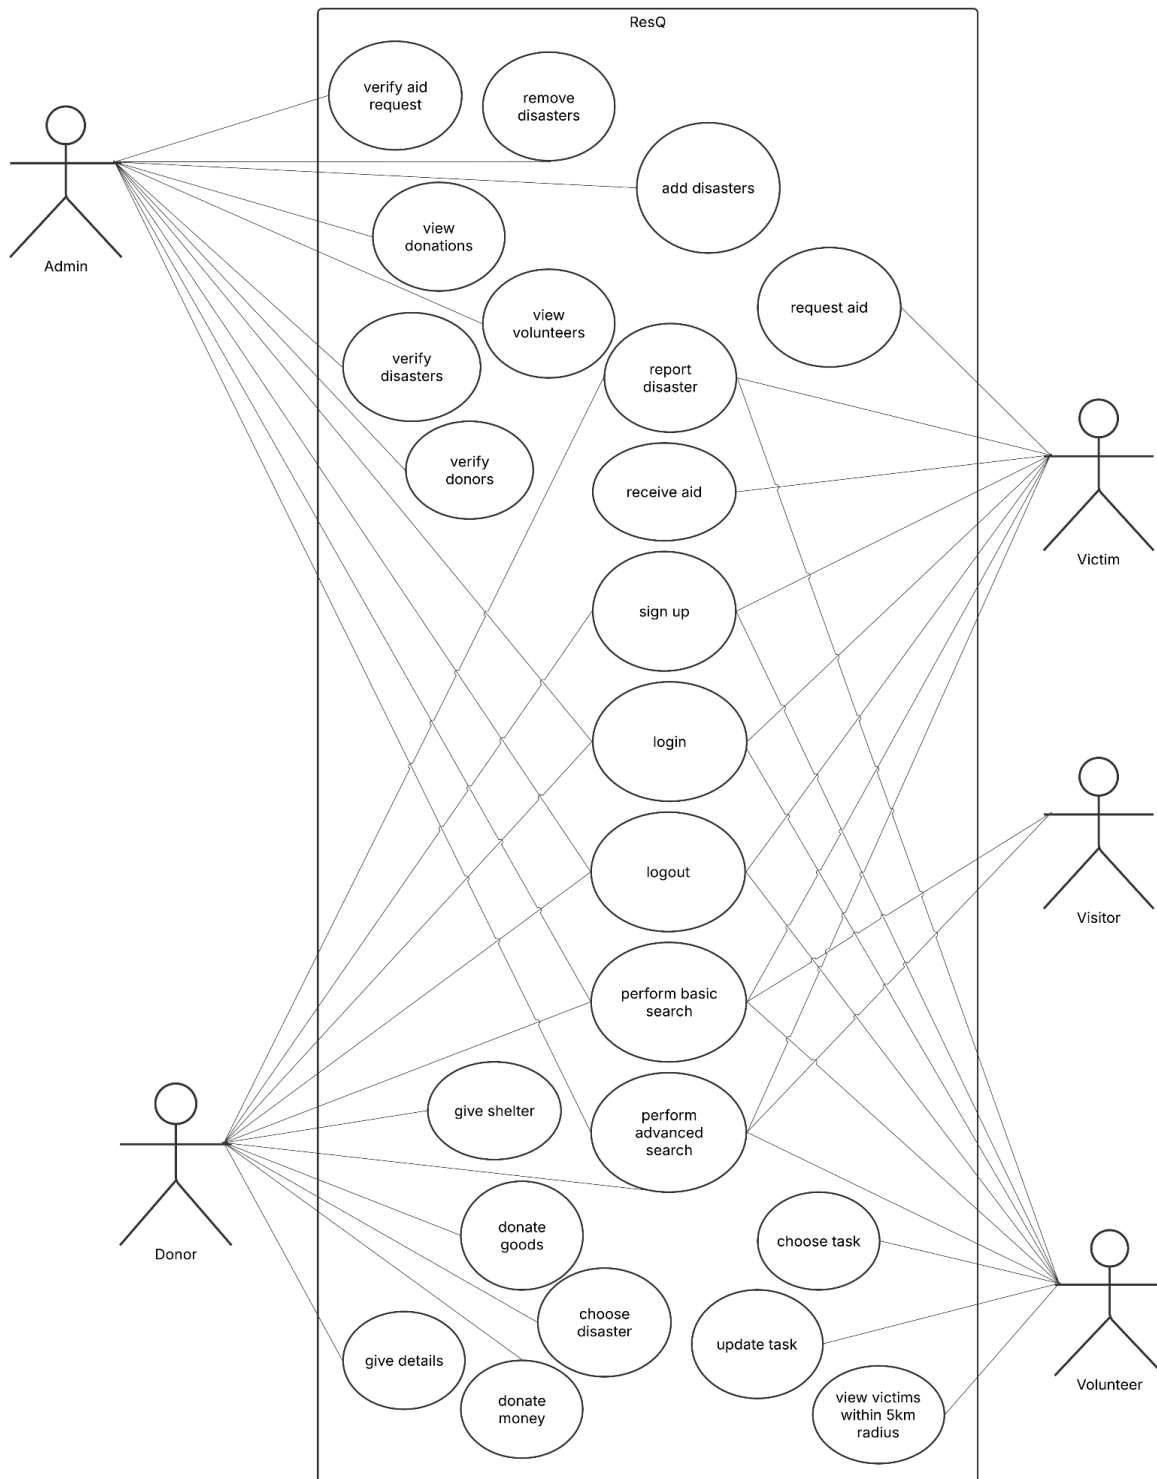 ResQ
verify aid
request
remove
disasters
add disasters
Admin
view
donations
view
volunteers
request aid
verify
disasters
report
disaster
verify
donors
receive aid
Victim
sign up
login
logout
Visitor
perform basic
search
give shelter
perform
advanced
search
Donor
donate
goods
choose task
choose
disaster
update task
give details
donate
money
view victims
within 5km
radius
Volunteer